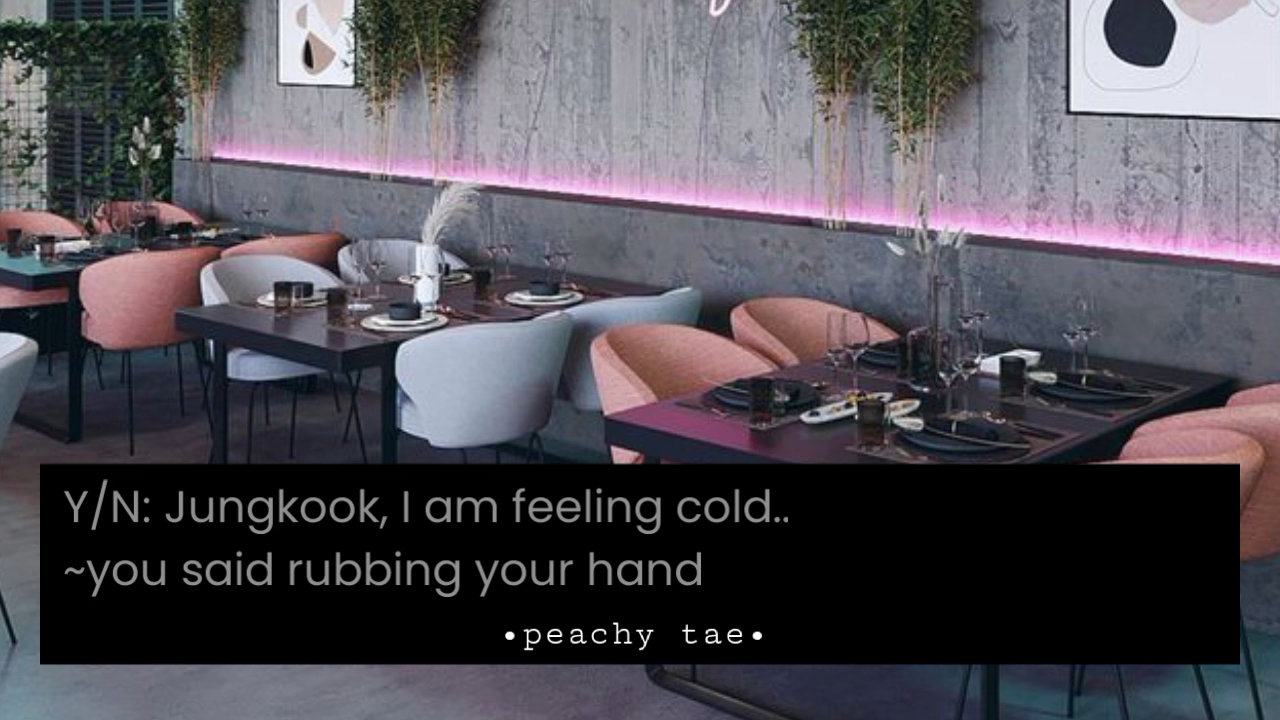 Y/N: Jungkook, I am feeling cold..
~you said rubbing your hand
•peachy tae•